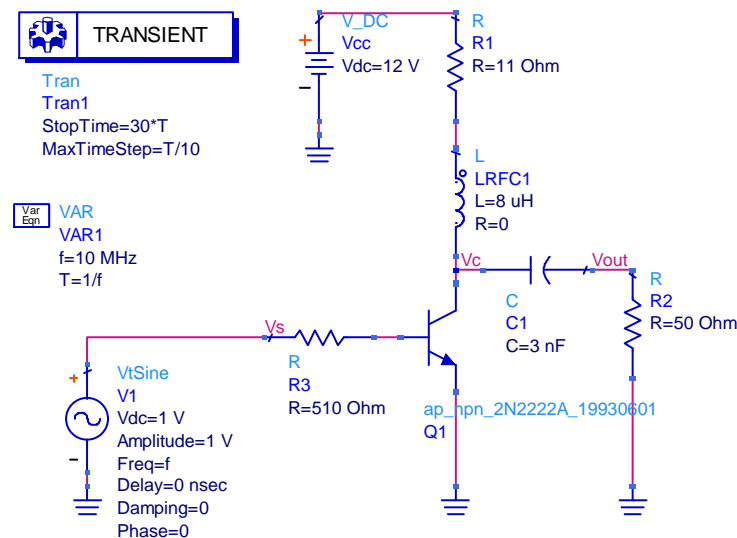 TRANSIENT
Tran
Tran1
StopTime=30*T
MaxTimeStep=T/10
Var
Eqn
VAR
VAR1
f=10 MHz
T=1/f
V_DC
Vcc
Vdc=12 V
+
−
R
R1
R=11 Ohm
L
LRFC1
L=8 uH
R=0
Vc
Vout
C
C1
C=3 nF
R
R2
R=50 Ohm
Vs
R
R3
R=510 Ohm
ap_npn_2N2222A_19930601
Q1
+
−
VtSine
V1
Vdc=1 V
Amplitude=1 V
Freq=f
Delay=0 nsec
Damping=0
Phase=0